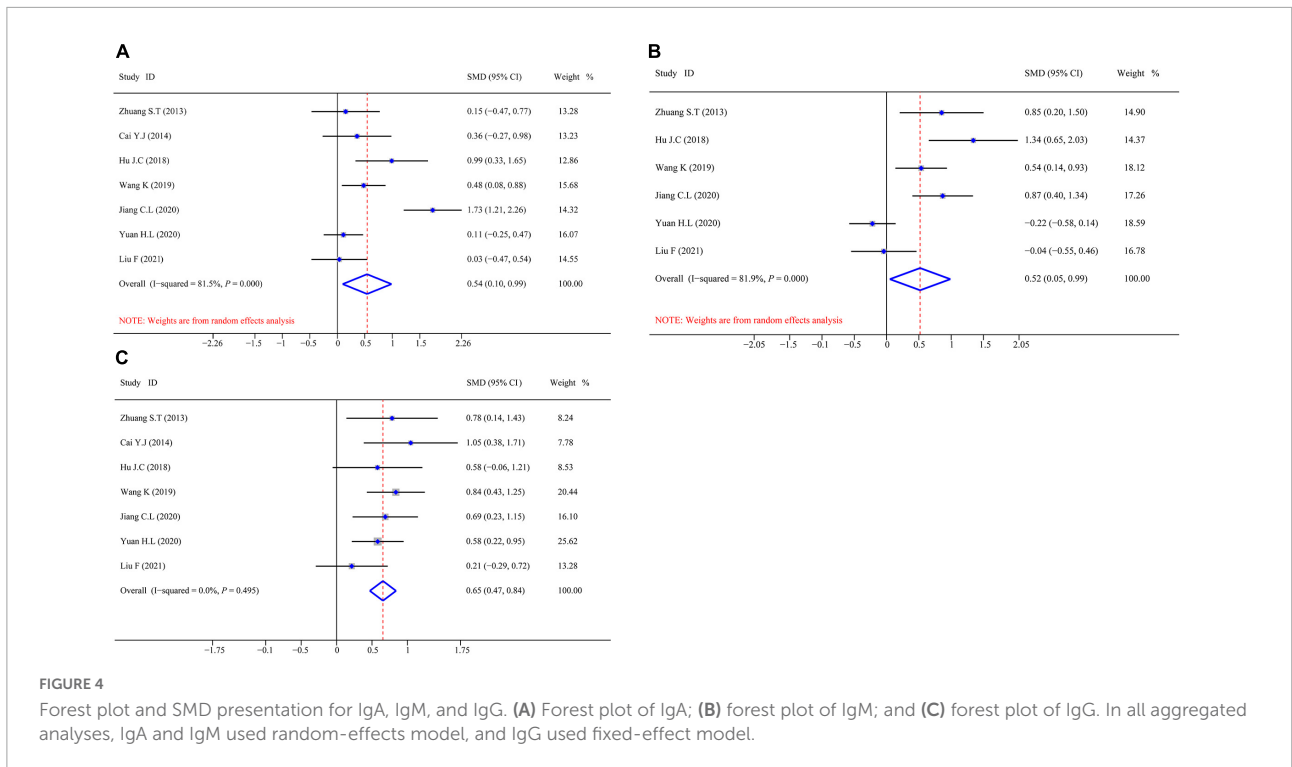 A
Study ID SMD (95% CI) Weight %
Zhuang S.T (2013) 0.15 (−0.47, 0.77) 13.28
Cai Y.J (2014) 0.36 (−0.27, 0.98) 13.23
Hu J.C (2018) 0.99 (0.33, 1.65) 12.86
Wang K (2019) 0.48 (0.08, 0.88) 15.68
Jiang C.L (2020) 1.73 (1.21, 2.26) 14.32
Yuan H.L (2020) 0.11 (−0.25, 0.47) 16.07
Liu F (2021) 0.03 (−0.47, 0.54) 14.55
Overall (I−squared = 81.5%, P = 0.000) 0.54 (0.10, 0.99) 100.00
NOTE: Weights are from random effects analysis
−2.26 −1.5 −1 −0.5 0 0.5 1 1.5 2.26
B
Study ID SMD (95% CI) Weight %
Zhuang S.T (2013) 0.85 (0.20, 1.50) 14.90
Hu J.C (2018) 1.34 (0.65, 2.03) 14.37
Wang K (2019) 0.54 (0.14, 0.93) 18.12
Jiang C.L (2020) 0.87 (0.40, 1.34) 17.26
Yuan H.L (2020) −0.22 (−0.58, 0.14) 18.59
Liu F (2021) −0.04 (−0.55, 0.46) 16.78
Overall (I−squared = 81.9%, P = 0.000) 0.52 (0.05, 0.99) 100.00
NOTE: Weights are from random effects analysis
−2.05 −1.5 −1 −0.5 0 0.5 1 1.5 2.05
C
Study ID SMD (95% CI) Weight %
Zhuang S.T (2013) 0.78 (0.14, 1.43) 8.24
Cai Y.J (2014) 1.05 (0.38, 1.71) 7.78
Hu J.C (2018) 0.58 (−0.06, 1.21) 8.53
Wang K (2019) 0.84 (0.43, 1.25) 20.44
Jiang C.L (2020) 0.69 (0.23, 1.15) 16.10
Yuan H.L (2020) 0.58 (0.22, 0.95) 25.62
Liu F (2021) 0.21 (−0.29, 0.72) 13.28
Overall (I−squared = 0.0%, P = 0.495) 0.65 (0.47, 0.84) 100.00
−1.75 −0.1 −0.5 0 0.5 1 1.75
FIGURE 4
Forest plot and SMD presentation for IgA, IgM, and IgG. (A) Forest plot of IgA; (B) forest plot of IgM; and (C) forest plot of IgG. In all aggregated
analyses, IgA and IgM used random-effects model, and IgG used fixed-effect model.